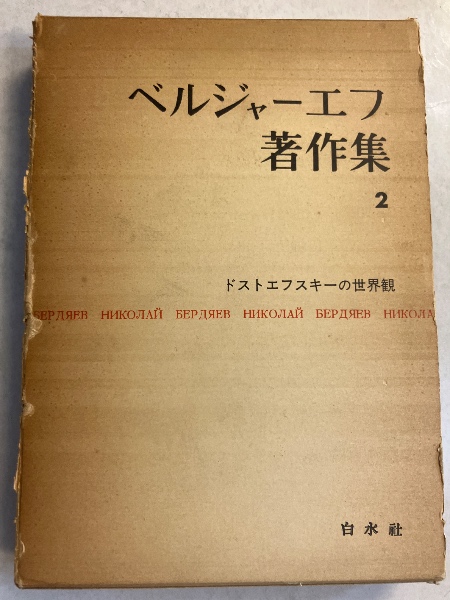 ベルジャーエフ
著作集
2
ドストエフスキーの世界観
БЕРДЯЕВ НИКОЛАЙ БЕРДЯЕВ НИКОЛАЙ БЕРДЯЕВ НИКОЛА
白水社